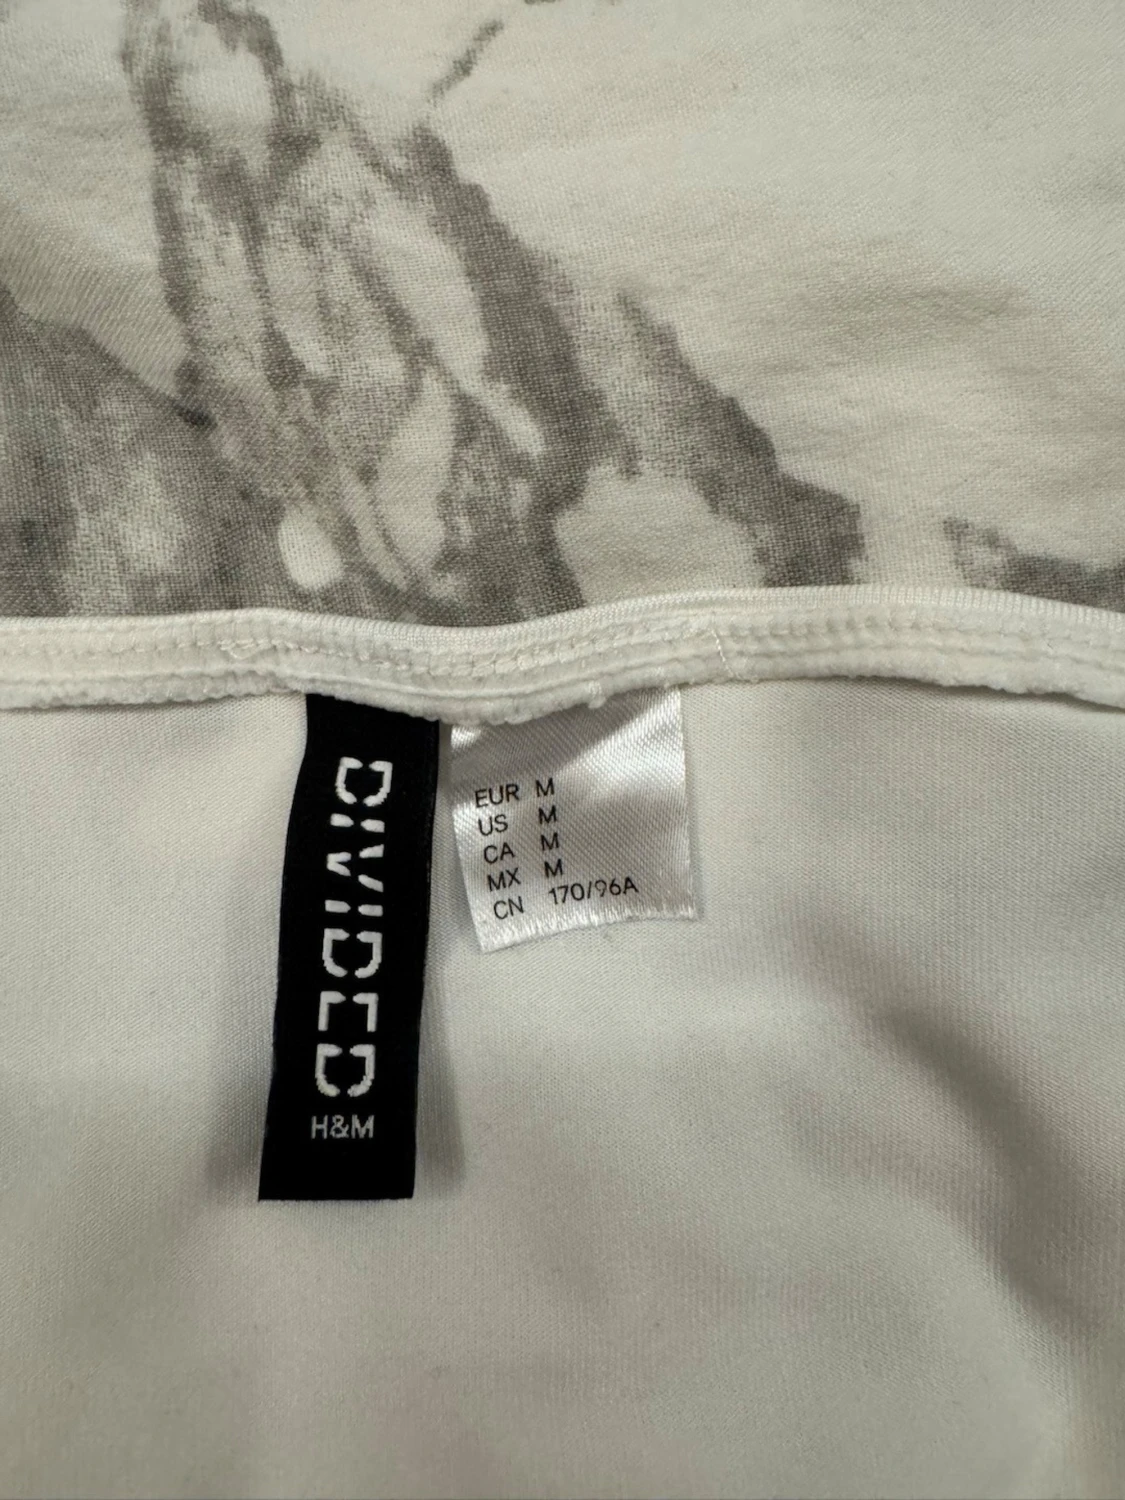 DIVIDED
H&M
EUR M
US M
CA M
MX M
CN 170/96A